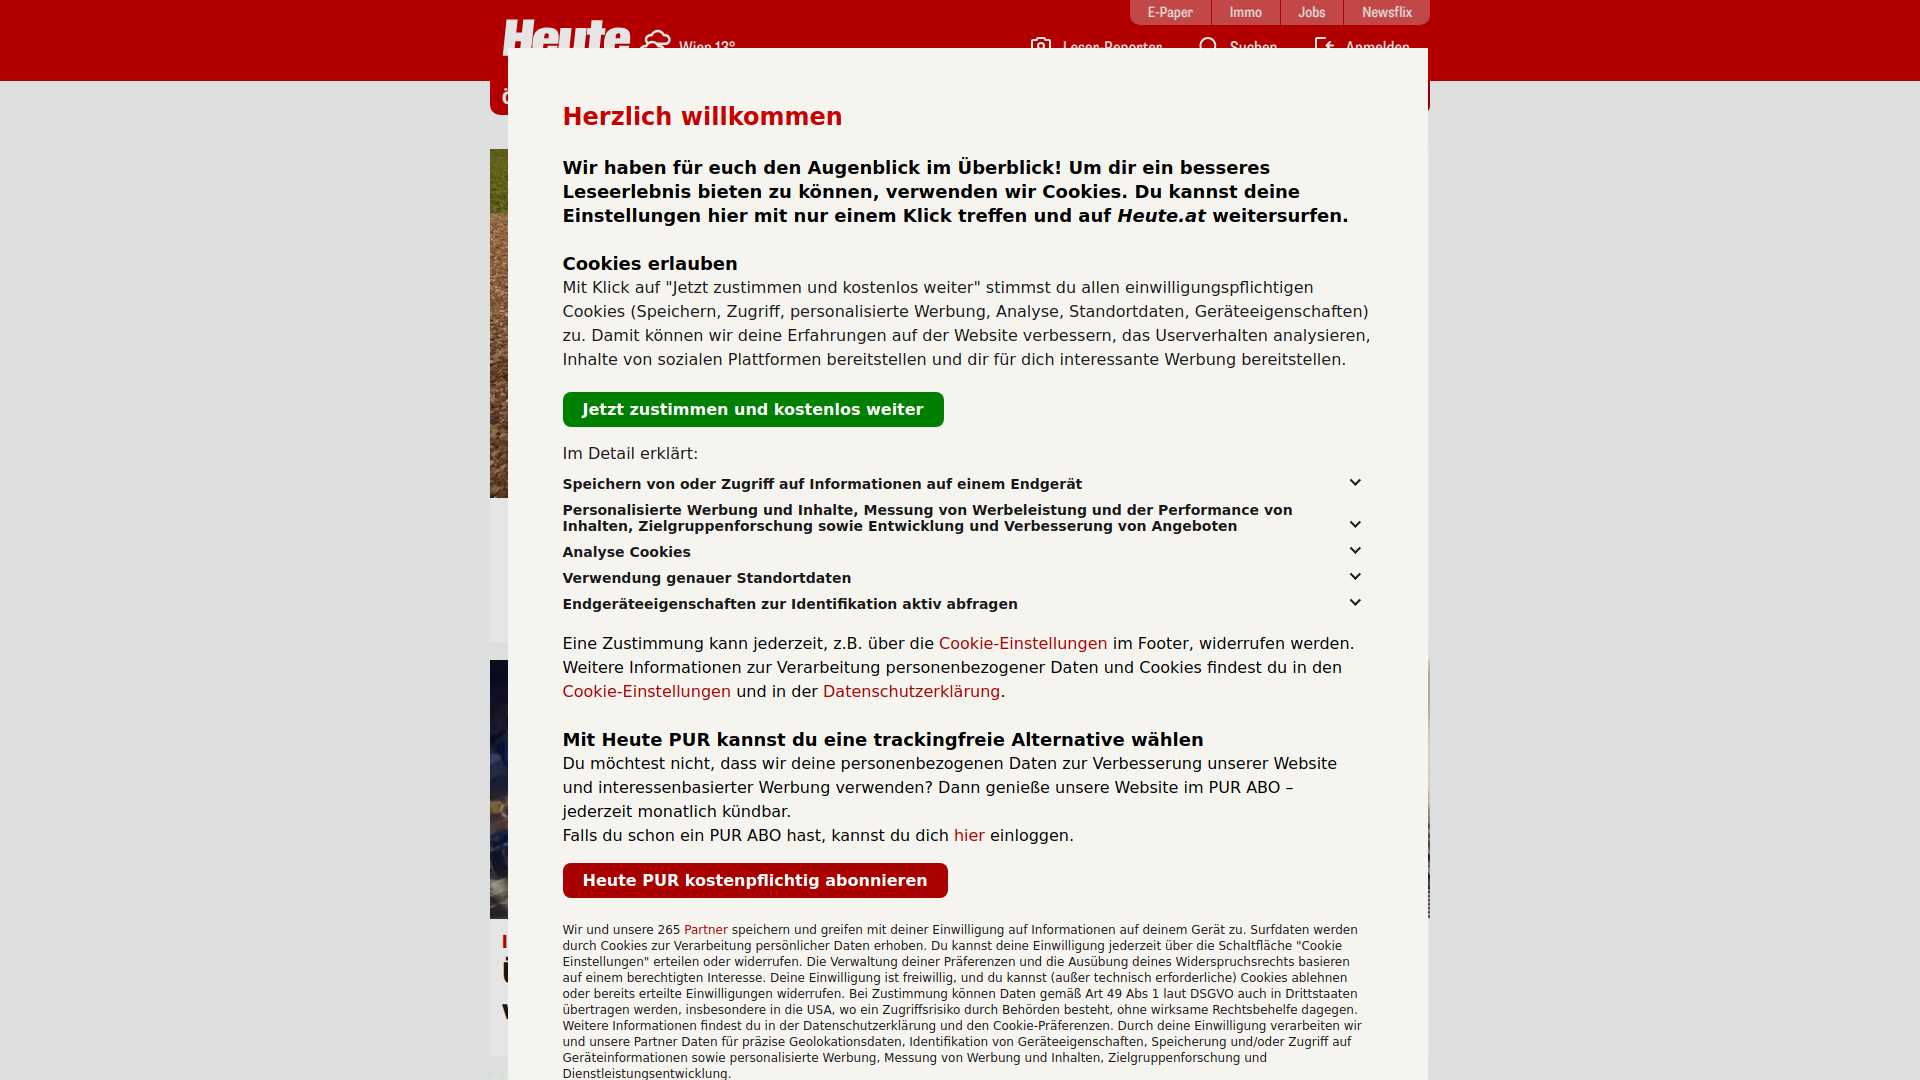 E-Paper
Immo
Jobs
Newsflix
Heute
Wien 13°
Leser-Reporter
Suchen
Anmelden
Herzlich willkommen
Wir haben für euch den Augenblick im Überblick! Um dir ein besseres
Leseerlebnis bieten zu können, verwenden wir Cookies. Du kannst deine
Einstellungen hier mit nur einem Klick treffen und auf Heute.at weitersurfen.
Cookies erlauben
Mit Klick auf "Jetzt zustimmen und kostenlos weiter" stimmst du allen einwilligungspflichtigen
Cookies (Speichern, Zugriff, personalisierte Werbung, Analyse, Standortdaten, Geräteeigenschaften)
zu. Damit können wir deine Erfahrungen auf der Website verbessern, das Userverhalten analysieren,
Inhalte von sozialen Plattformen bereitstellen und dir für dich interessante Werbung bereitstellen.
Jetzt zustimmen und kostenlos weiter
Im Detail erklärt:
Speichern von oder Zugriff auf Informationen auf einem Endgerät
Personalisierte Werbung und Inhalte, Messung von Werbeleistung und der Performance von
Inhalten, Zielgruppenforschung sowie Entwicklung und Verbesserung von Angeboten
Analyse Cookies
Verwendung genauer Standortdaten
Endgeräteeigenschaften zur Identifikation aktiv abfragen
Eine Zustimmung kann jederzeit, z.B. über die Cookie-Einstellungen im Footer, widerrufen werden.
Weitere Informationen zur Verarbeitung personenbezogener Daten und Cookies findest du in den
Cookie-Einstellungen und in der Datenschutzerklärung.
Mit Heute PUR kannst du eine trackingfreie Alternative wählen
Du möchtest nicht, dass wir deine personenbezogenen Daten zur Verbesserung unserer Website
und interessenbasierter Werbung verwenden? Dann genieße unsere Website im PUR ABO –
jederzeit monatlich kündbar.
Falls du schon ein PUR ABO hast, kannst du dich hier einloggen.
Heute PUR kostenpflichtig abonnieren
Wir und unsere 265 Partner speichern und greifen mit deiner Einwilligung auf Informationen auf deinem Gerät zu. Surfdaten werden
durch Cookies zur Verarbeitung persönlicher Daten erhoben. Du kannst deine Einwilligung jederzeit über die Schaltfläche "Cookie
Einstellungen" erteilen oder widerrufen. Die Verwaltung deiner Präferenzen und die Ausübung deines Widerspruchsrechts basieren
auf einem berechtigten Interesse. Deine Einwilligung ist freiwillig, und du kannst (außer technisch erforderliche) Cookies ablehnen
oder bereits erteilte Einwilligungen widerrufen. Bei Zustimmung können Daten gemäß Art 49 Abs 1 laut DSGVO auch in Drittstaaten
übertragen werden, insbesondere in die USA, wo ein Zugriffsrisiko durch Behörden besteht, ohne wirksame Rechtsbehelfe dagegen.
Weitere Informationen findest du in der Datenschutzerklärung und den Cookie-Präferenzen. Durch deine Einwilligung verarbeiten wir
und unsere Partner Daten für präzise Geolokationsdaten, Identifikation von Geräteeigenschaften, Speicherung und/oder Zugriff auf
Geräteinformationen sowie personalisierte Werbung, Messung von Werbung und Inhalten, Zielgruppenforschung und
Dienstleistungsentwicklung.